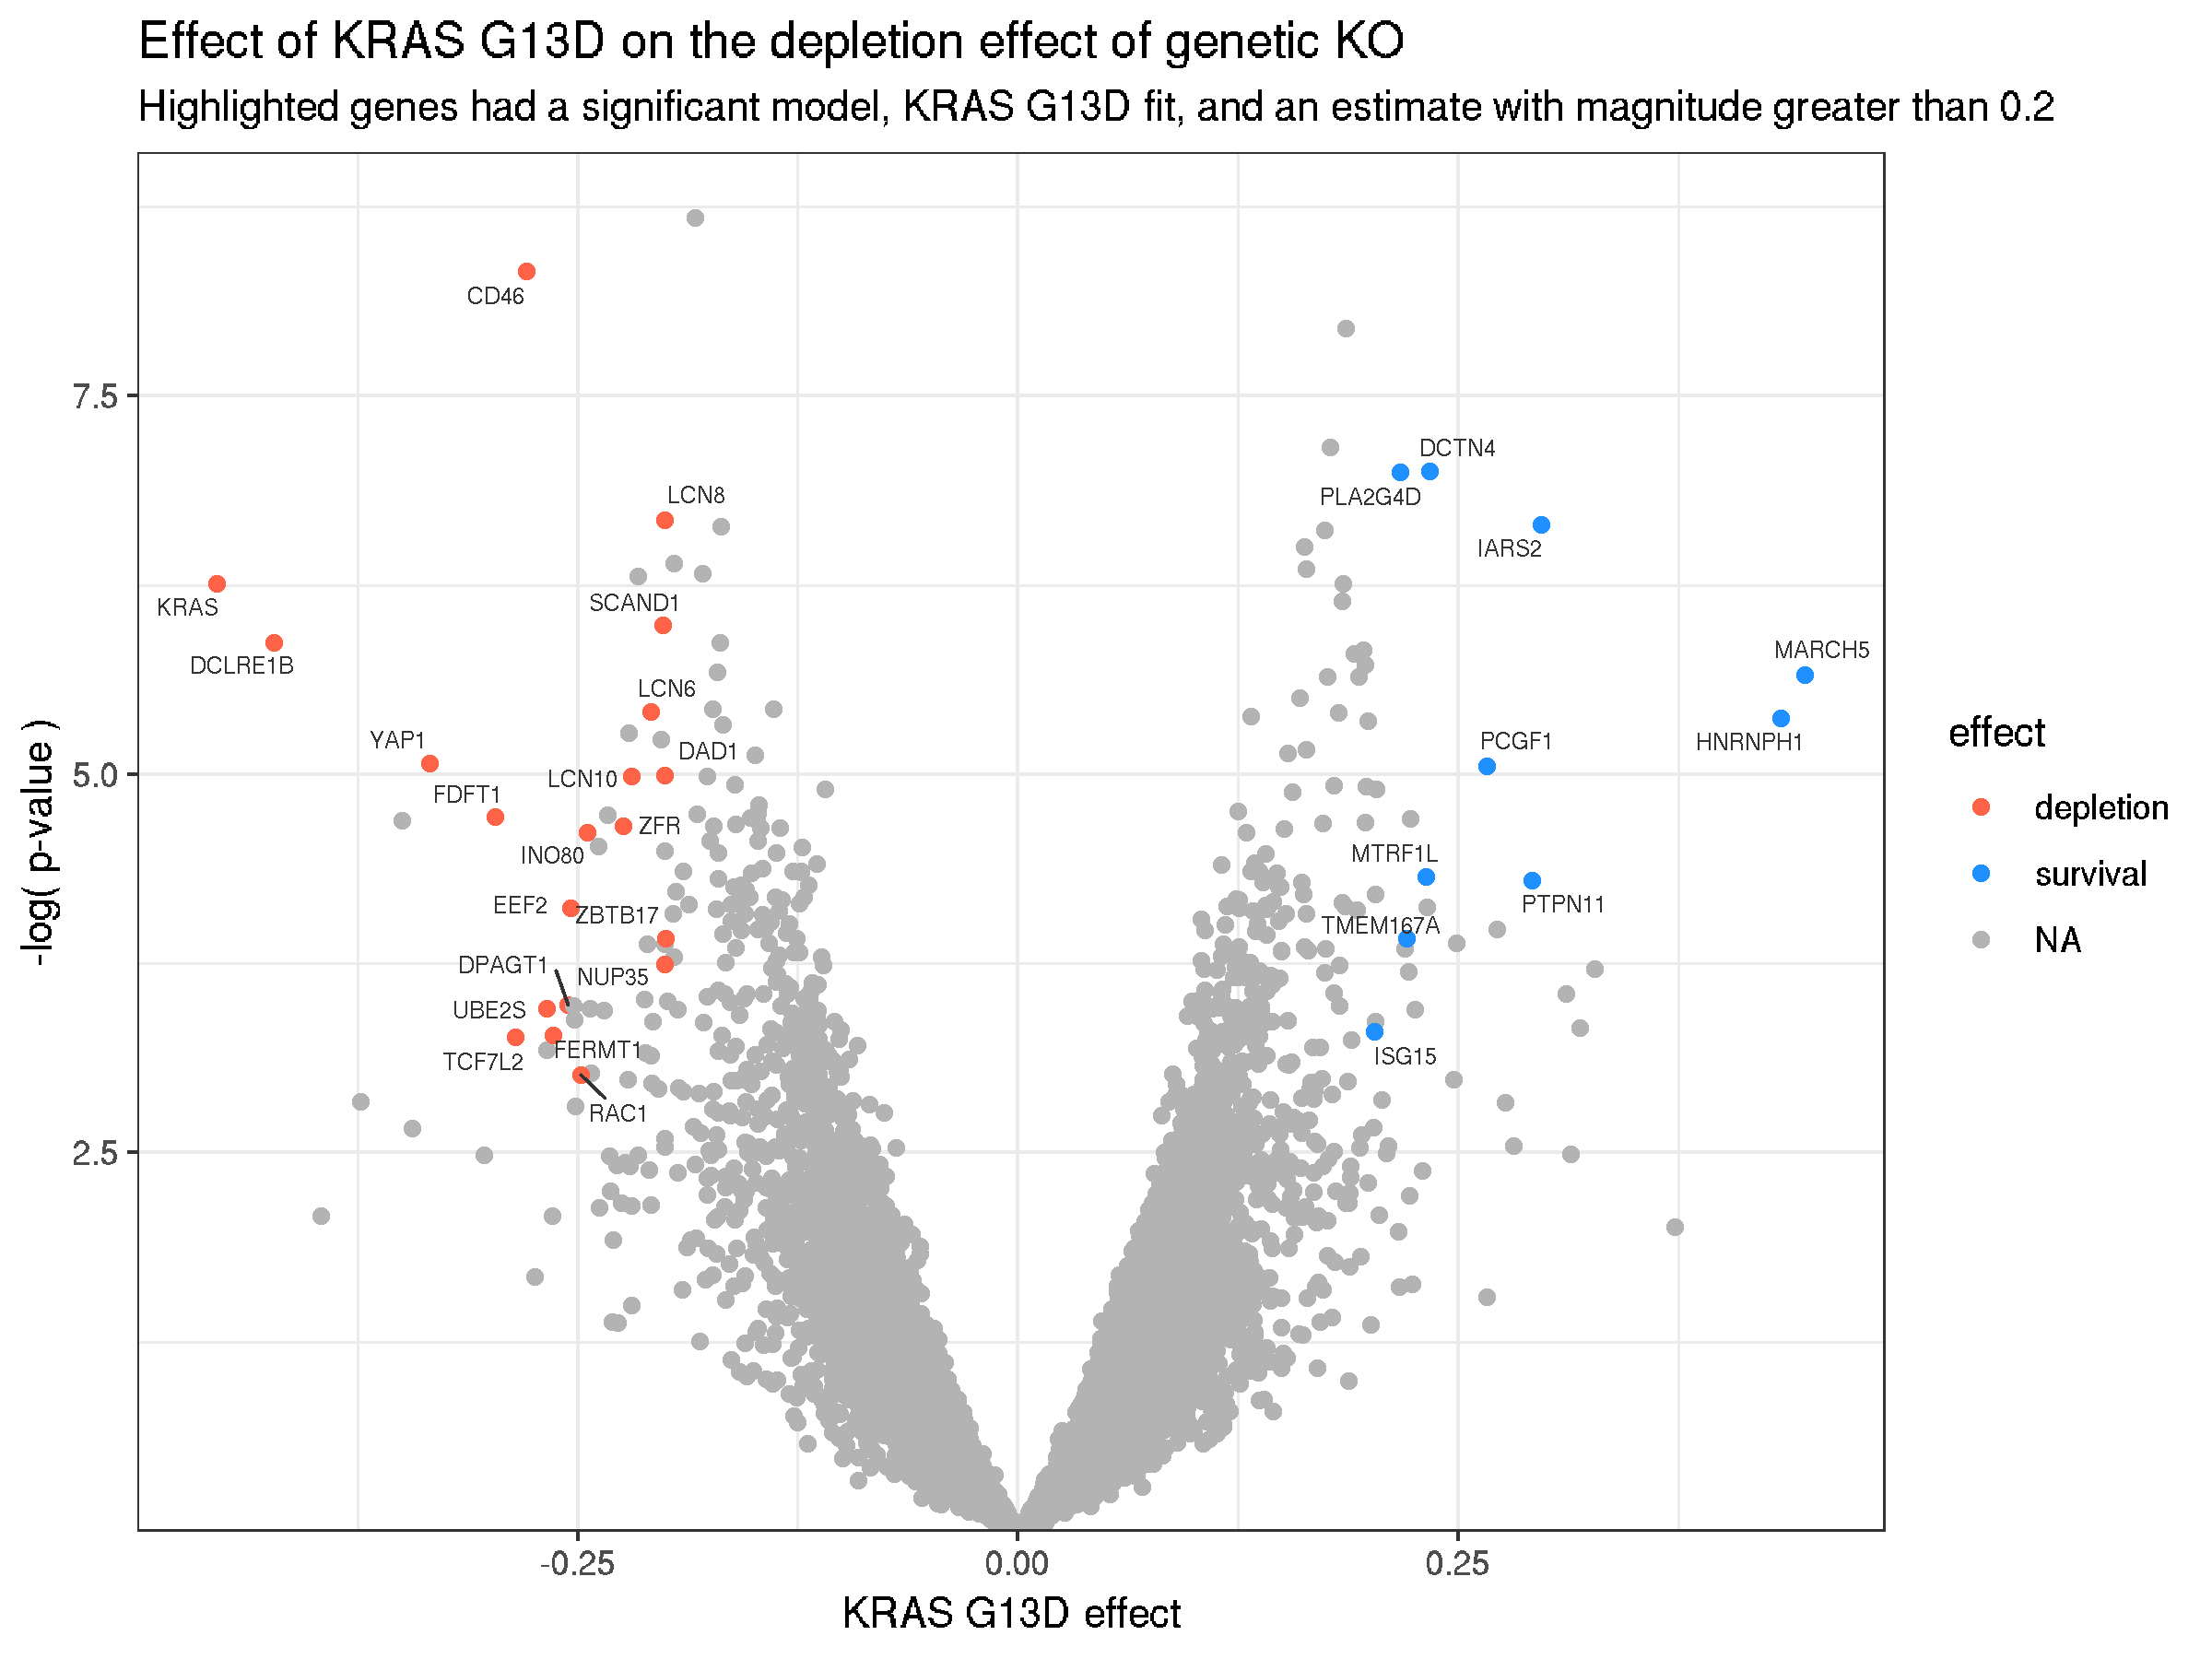 Effect of KRAS G13D on the depletion effect of genetic KO
Highlighted genes had a significant model, KRAS G13D fit, and an estimate with magnitude greater than 0.2
CD46
7.5
DCTN4
PLA2G4D
LCN8
IARS2
KRAS
SCAND1
DCLRE1B
MARCH5
LCN6
HNRNPH1
YAP1
DAD1
PCGF1
effect
5.0
LCN10
FDFT1
depletion
ZFR
INO80
MTRF1L
survival
EEF2
ZBTB17
PTPN11
TMEM167A
NA
-log( p-value )
DPAGT1
NUP35
UBE2S
TCF7L2
FERMT1
ISG15
RAC1
2.5
-0.25
0.00
0.25
KRAS G13D effect